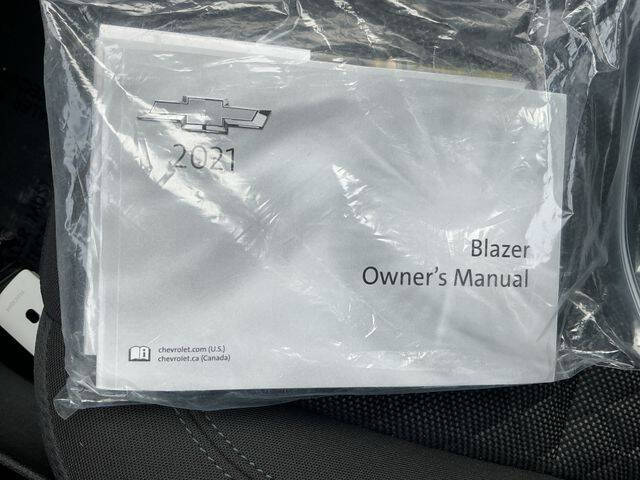 2021
Blazer
Owner's Manual
chevrolet.com (U.S.)
chevrolet.ca (Canada)